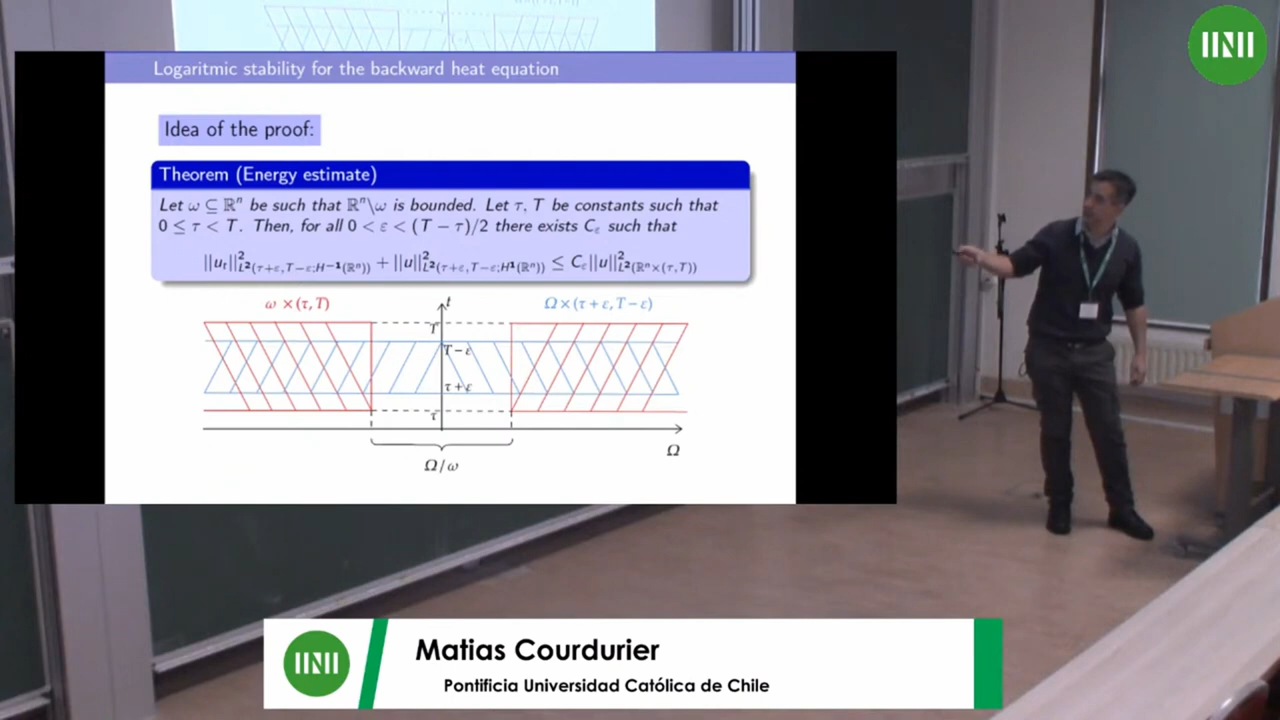 Logaritmic stability for the backward heat equation
Idea of the proof:
Theorem (Energy estimate)
Let ω ⊆ ℝⁿ be such that ℝⁿ\ω is bounded. Let τ, T be constants such that
0 ≤ τ < T. Then, for all 0 < ε < (T − τ)/2 there exists C_ε such that
||u_t||²_{L²(τ+ε,T−ε;H⁻¹(ℝⁿ))} + ||u||²_{L²(τ+ε,T−ε;H¹(ℝⁿ))} ≤ C_ε||u||²_{L²(ℝⁿ×(τ,T))}
ω×(τ,T)
t
Ω×(τ+ε,T−ε)
T
T−ε
τ+ε
τ
Ω
Ω/ω
Matias Courdurier
Pontificia Universidad Católica de Chile